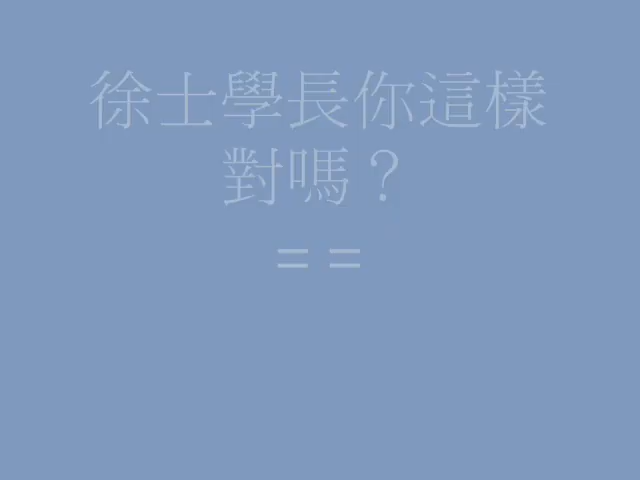 徐士學長你這樣
對嗎？
= =